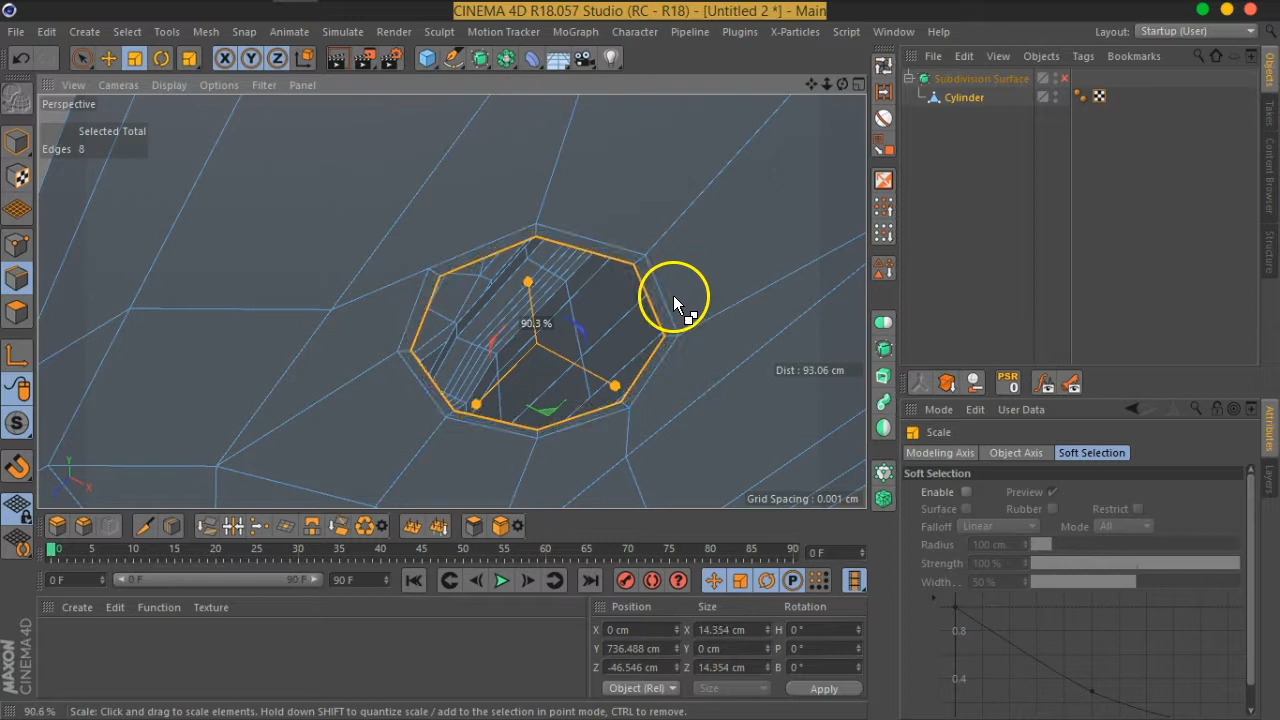 CINEMA 4D R18.057 Studio (RC - R18) - [Untitled 2 *] - Main
File Edit Create Select Tools Mesh Snap Animate Simulate Render Sculpt Motion Tracker MoGraph Character Pipeline Plugins X-Particles Script Window Help Layout: Startup (User)
X Y Z
File Edit View Objects Tags Bookmarks
View Cameras Display Options Filter Panel
Perspective
Subdivision Surface
Cylinder
Selected Total
Edges 8
90.3 %
Dist : 93.06 cm
Grid Spacing : 0.001 cm
Y
X
Z
S
PSR
0
Mode Edit User Data
Scale
Modeling Axis Object Axis Soft Selection
Soft Selection
Enable Preview
Surface Rubber Restrict
Falloff Linear Mode All
Radius 100 cm
Strength 100 %
Width . . 50 %
0.8
0.4
Objects
Takes
Content Browser
Structure
Attributes
Layers
0 5 10 15 20 25 30 35 40 45 50 55 60 65 70 75 80 85 90 0 F
0 F 0 F 90 F 90 F
P
Create Edit Function Texture
Position Size Rotation
X 0 cm X 14.354 cm H 0 °
Y 736.488 cm Y 0 cm P 0 °
Z -46.546 cm Z 14.354 cm B 0 °
Object (Rel) Size Apply
MAXON
CINEMA 4D
90.6 % Scale: Click and drag to scale elements. Hold down SHIFT to quantize scale / add to the selection in point mode, CTRL to remove.